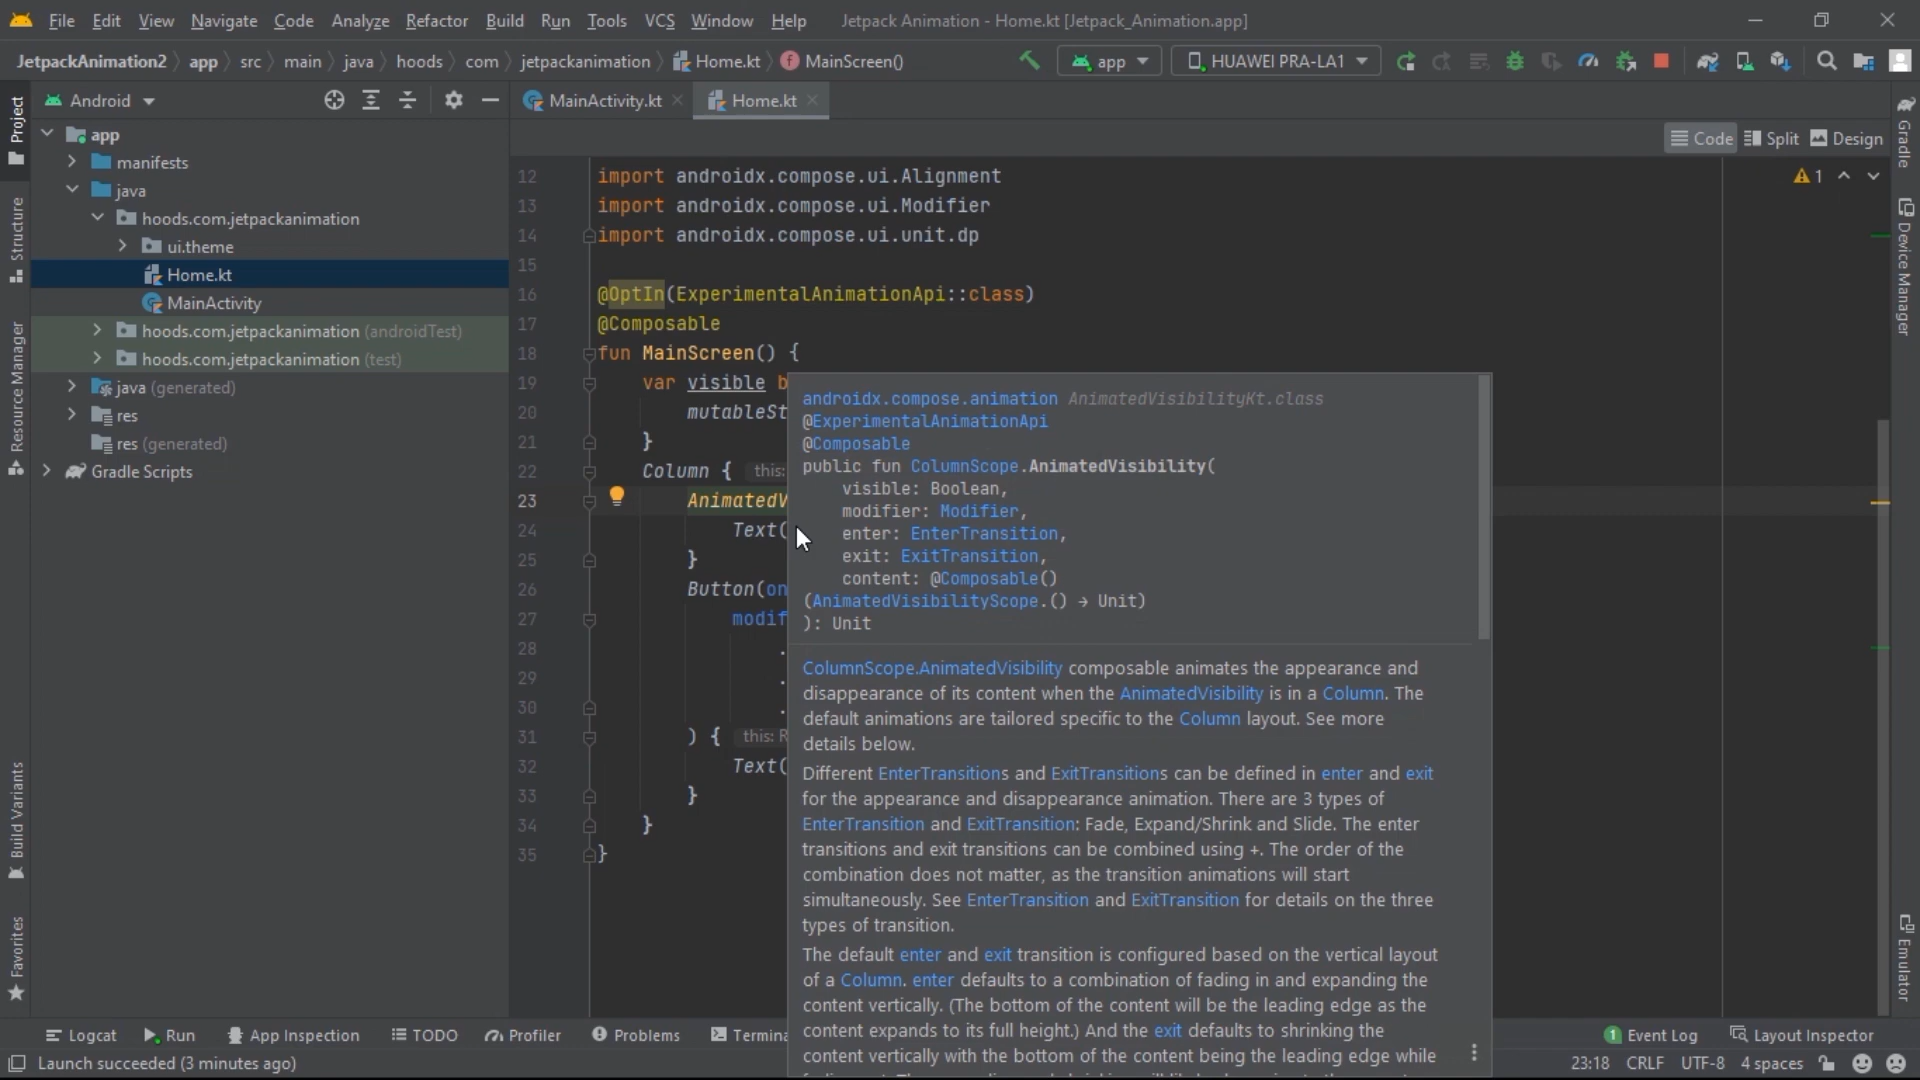 File Edit View Navigate Code Analyze Refactor Build Run Tools VCS Window Help Jetpack Animation - Home.kt [Jetpack_Animation.app]
JetpackAnimation2 app src main java hoods com jetpackanimation Home.kt MainScreen() app HUAWEI PRA-LA1
Android
MainActivity.kt Home.kt
Code Split Design
Project
Structure
Resource Manager
Build Variants
Favorites
app
manifests
java
hoods.com.jetpackanimation
ui.theme
Home.kt
MainActivity
hoods.com.jetpackanimation (androidTest)
hoods.com.jetpackanimation (test)
java (generated)
res
res (generated)
Gradle Scripts
12 import androidx.compose.ui.Alignment
13 import androidx.compose.ui.Modifier
14 import androidx.compose.ui.unit.dp
15
16 @OptIn(ExperimentalAnimationApi::class)
17 @Composable
18 fun MainScreen() {
19 var visible b
20 mutableSt
21 }
22 Column { this:
23 AnimatedV
24 Text(
25 }
26 Button(on
27 modif
28 .
29 .
30 .
31 ) { this: R
32 Text(
33 }
34 }
35 }
1
androidx.compose.animation AnimatedVisibilityKt.class
@ExperimentalAnimationApi
@Composable
public fun ColumnScope.AnimatedVisibility(
visible: Boolean,
modifier: Modifier,
enter: EnterTransition,
exit: ExitTransition,
content: @Composable()
(AnimatedVisibilityScope.() → Unit)
): Unit
ColumnScope.AnimatedVisibility composable animates the appearance and
disappearance of its content when the AnimatedVisibility is in a Column. The
default animations are tailored specific to the Column layout. See more
details below.
Different EnterTransitions and ExitTransitions can be defined in enter and exit
for the appearance and disappearance animation. There are 3 types of
EnterTransition and ExitTransition: Fade, Expand/Shrink and Slide. The enter
transitions and exit transitions can be combined using +. The order of the
combination does not matter, as the transition animations will start
simultaneously. See EnterTransition and ExitTransition for details on the three
types of transition.
The default enter and exit transition is configured based on the vertical layout
of a Column. enter defaults to a combination of fading in and expanding the
content vertically. (The bottom of the content will be the leading edge as the
content expands to its full height.) And the exit defaults to shrinking the
content vertically with the bottom of the content being the leading edge while
Gradle
Device Manager
Emulator
Logcat Run App Inspection TODO Profiler Problems Termina
1 Event Log Layout Inspector
Launch succeeded (3 minutes ago) 23:18 CRLF UTF-8 4 spaces